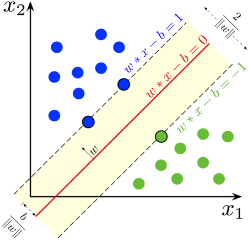 x₂
w * x − b = 1
2
‖w‖
w * x − b = 0
w * x − b = −1
w
b
‖w‖
x₁